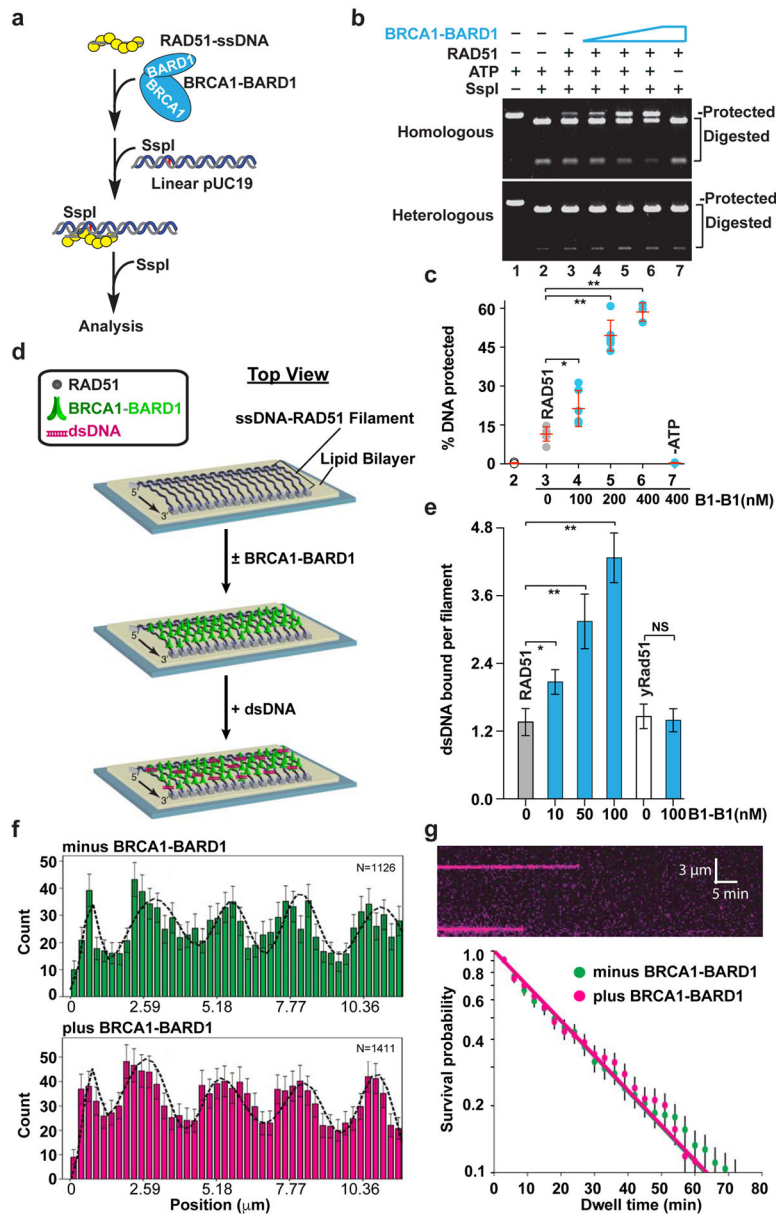 a
RAD51-ssDNA
BARD1
BRCA1
BRCA1-BARD1
SspI
Linear pUC19
SspI
SspI
Analysis
b
BRCA1-BARD1 – – –
RAD51 – – + + + + +
ATP + + + + + + –
SspI – + + + + + +
Homologous
-Protected
Digested
Heterologous
-Protected
Digested
1 2 3 4 5 6 7
c
% DNA protected
60
45
30
15
0
**
**
*
RAD51
-ATP
2 3 4 5 6 7
0 100 200 400 400 B1-B1(nM)
d
Top View
RAD51
BRCA1-BARD1
dsDNA
ssDNA-RAD51 Filament
Lipid Bilayer
5'
3'
± BRCA1-BARD1
5'
3'
+ dsDNA
5'
3'
e
dsDNA bound per filament
4.8
3.6
2.4
1.2
0.0
**
**
*
NS
RAD51
yRad51
0 10 50 100 0 100 B1-B1(nM)
f
minus BRCA1-BARD1
N=1126
Count
50
40
30
20
10
0
0 2.59 5.18 7.77 10.36
plus BRCA1-BARD1
N=1411
Count
50
40
30
20
10
0
0 2.59 5.18 7.77 10.36
Position (μm)
g
3 μm
5 min
Survival probability
1.0
0.8
0.6
0.4
0.2
0.1
minus BRCA1-BARD1
plus BRCA1-BARD1
0 10 20 30 40 50 60 70 80
Dwell time (min)